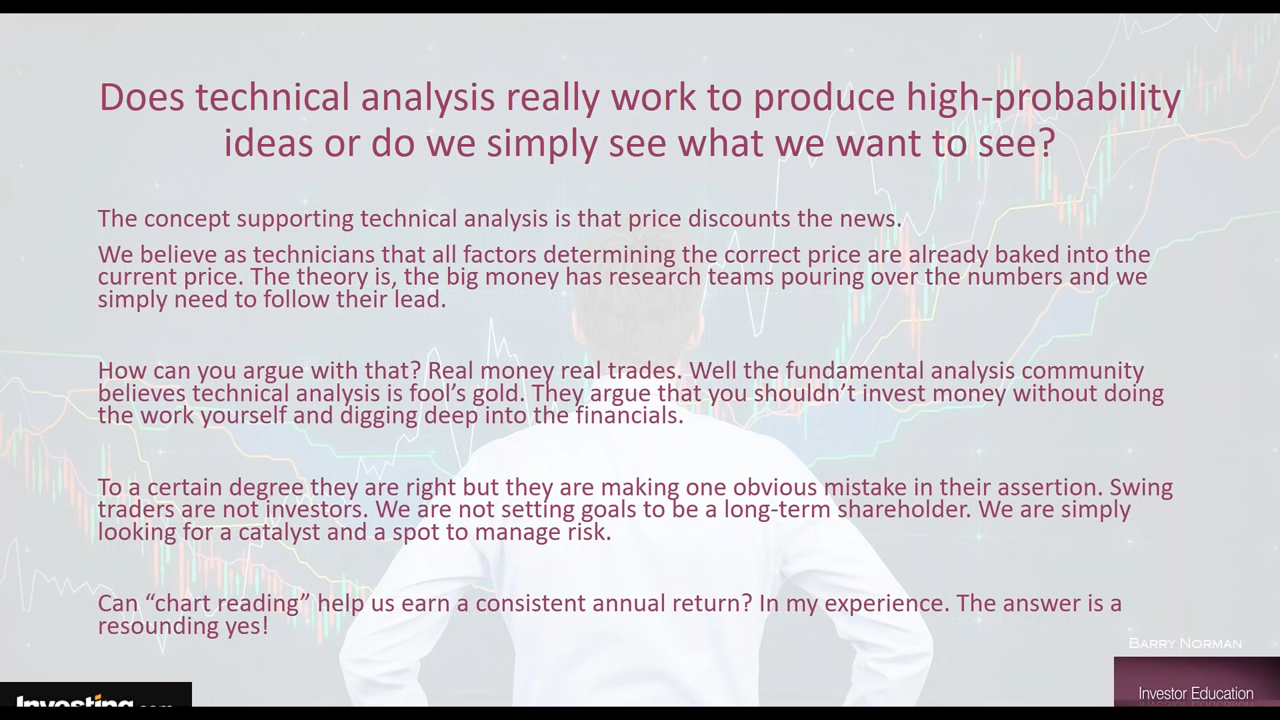 Does technical analysis really work to produce high-probability
ideas or do we simply see what we want to see?
The concept supporting technical analysis is that price discounts the news.
We believe as technicians that all factors determining the correct price are already baked into the
current price. The theory is, the big money has research teams pouring over the numbers and we
simply need to follow their lead.
How can you argue with that? Real money real trades. Well the fundamental analysis community
believes technical analysis is fool’s gold. They argue that you shouldn’t invest money without doing
the work yourself and digging deep into the financials.
To a certain degree they are right but they are making one obvious mistake in their assertion. Swing
traders are not investors. We are not setting goals to be a long-term shareholder. We are simply
looking for a catalyst and a spot to manage risk.
Can “chart reading” help us earn a consistent annual return? In my experience. The answer is a
resounding yes!
Barry Norman
Investing.com
Investor Education